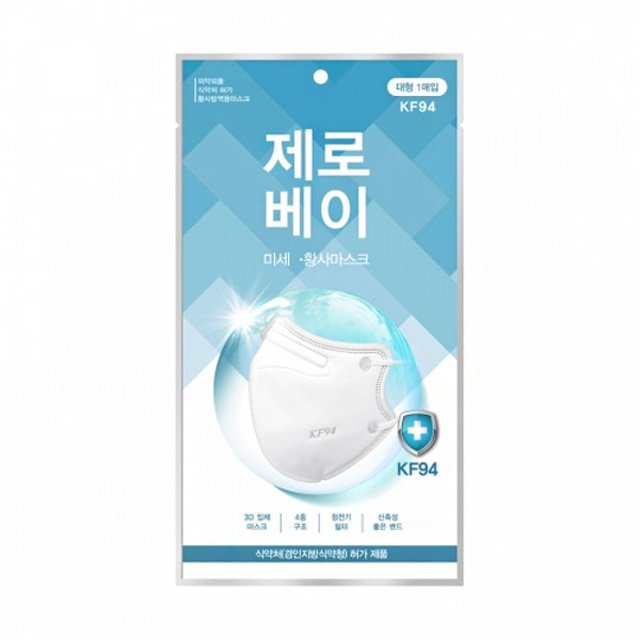 의약외품
식약처 허가
황사방역용마스크
대형 1매입
KF94
제로
베이
미세 ·황사마스크
KF94
KF94
3D 입체
마스크
4중
구조
정전기
필터
신축성
좋은 밴드
식약처(경인지방식약청) 허가 제품